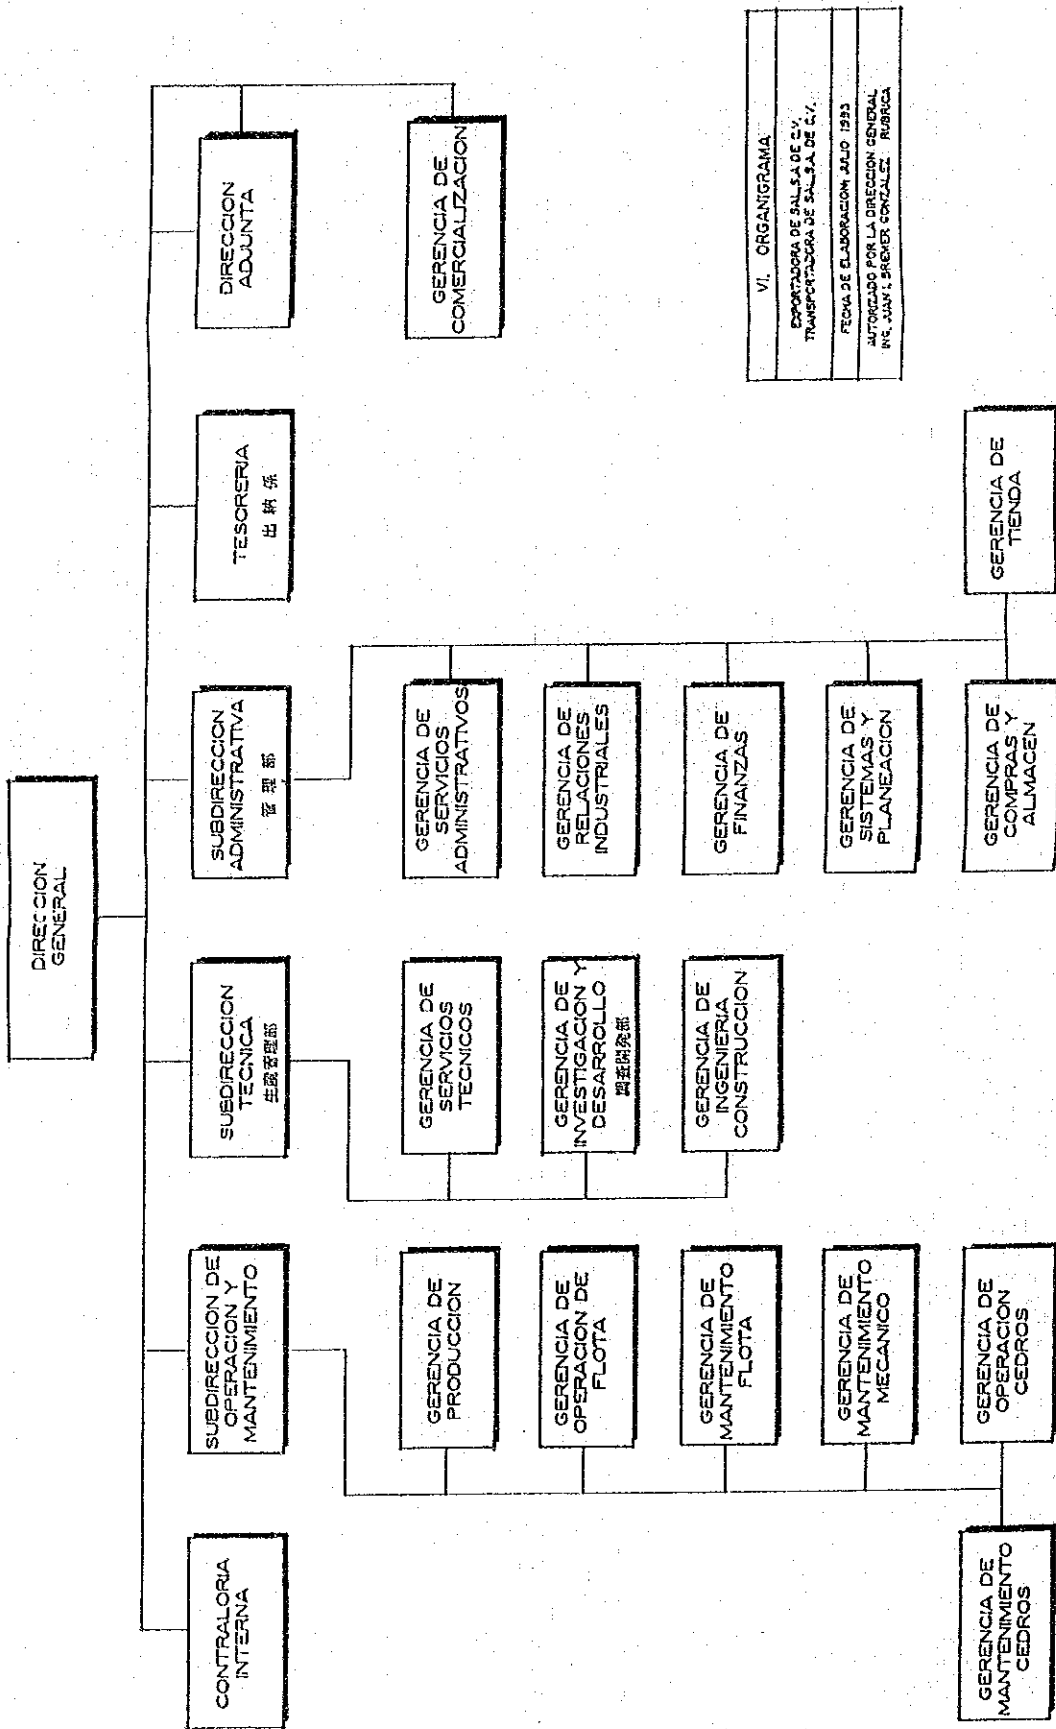 DIRECCION
GENERAL
CONTRALORIA
INTERNA
SUBDIRECCION DE
OPERACION Y
MANTENIMIENTO
SUBDIRECCION
TECNICA
生産管理部
SUBDIRECCION
ADMINISTRATIVA
管理部
TESORERIA
出納係
DIRECCION
ADJUNTA
GERENCIA DE
PRODUCCION
GERENCIA DE
OPERACION DE
FLOTA
GERENCIA DE
MANTENIMIENTO
FLOTA
GERENCIA DE
MANTENIMIENTO
MECANICO
GERENCIA DE
OPERACION
CEDROS
GERENCIA DE
MANTENIMIENTO
CEDROS
GERENCIA DE
SERVICIOS
TECNICOS
GERENCIA DE
INVESTIGACION Y
DESARROLLO
調査開発部
GERENCIA DE
INGENIERIA
CONSTRUCCION
GERENCIA DE
SERVICIOS
ADMINISTRATIVOS
GERENCIA DE
RELACIONES
INDUSTRIALES
GERENCIA DE
FINANZAS
GERENCIA DE
SISTEMAS Y
PLANEACION
GERENCIA DE
COMPRAS Y
ALMACEN
GERENCIA DE
TIENDA
GERENCIA DE
COMERCIALIZACION
VI. ORGANIGRAMA
EXPORTADORA DE SAL,S.A DE C.V.
TRANSPORTADORA DE SAL,S.A. DE C.V.
FECHA DE ELABORACION: JULIO 1993
AUTORIZADO POR LA DIRECCION GENERAL
ING. JUAN I. BREMER GONZALEZ RUBRICA